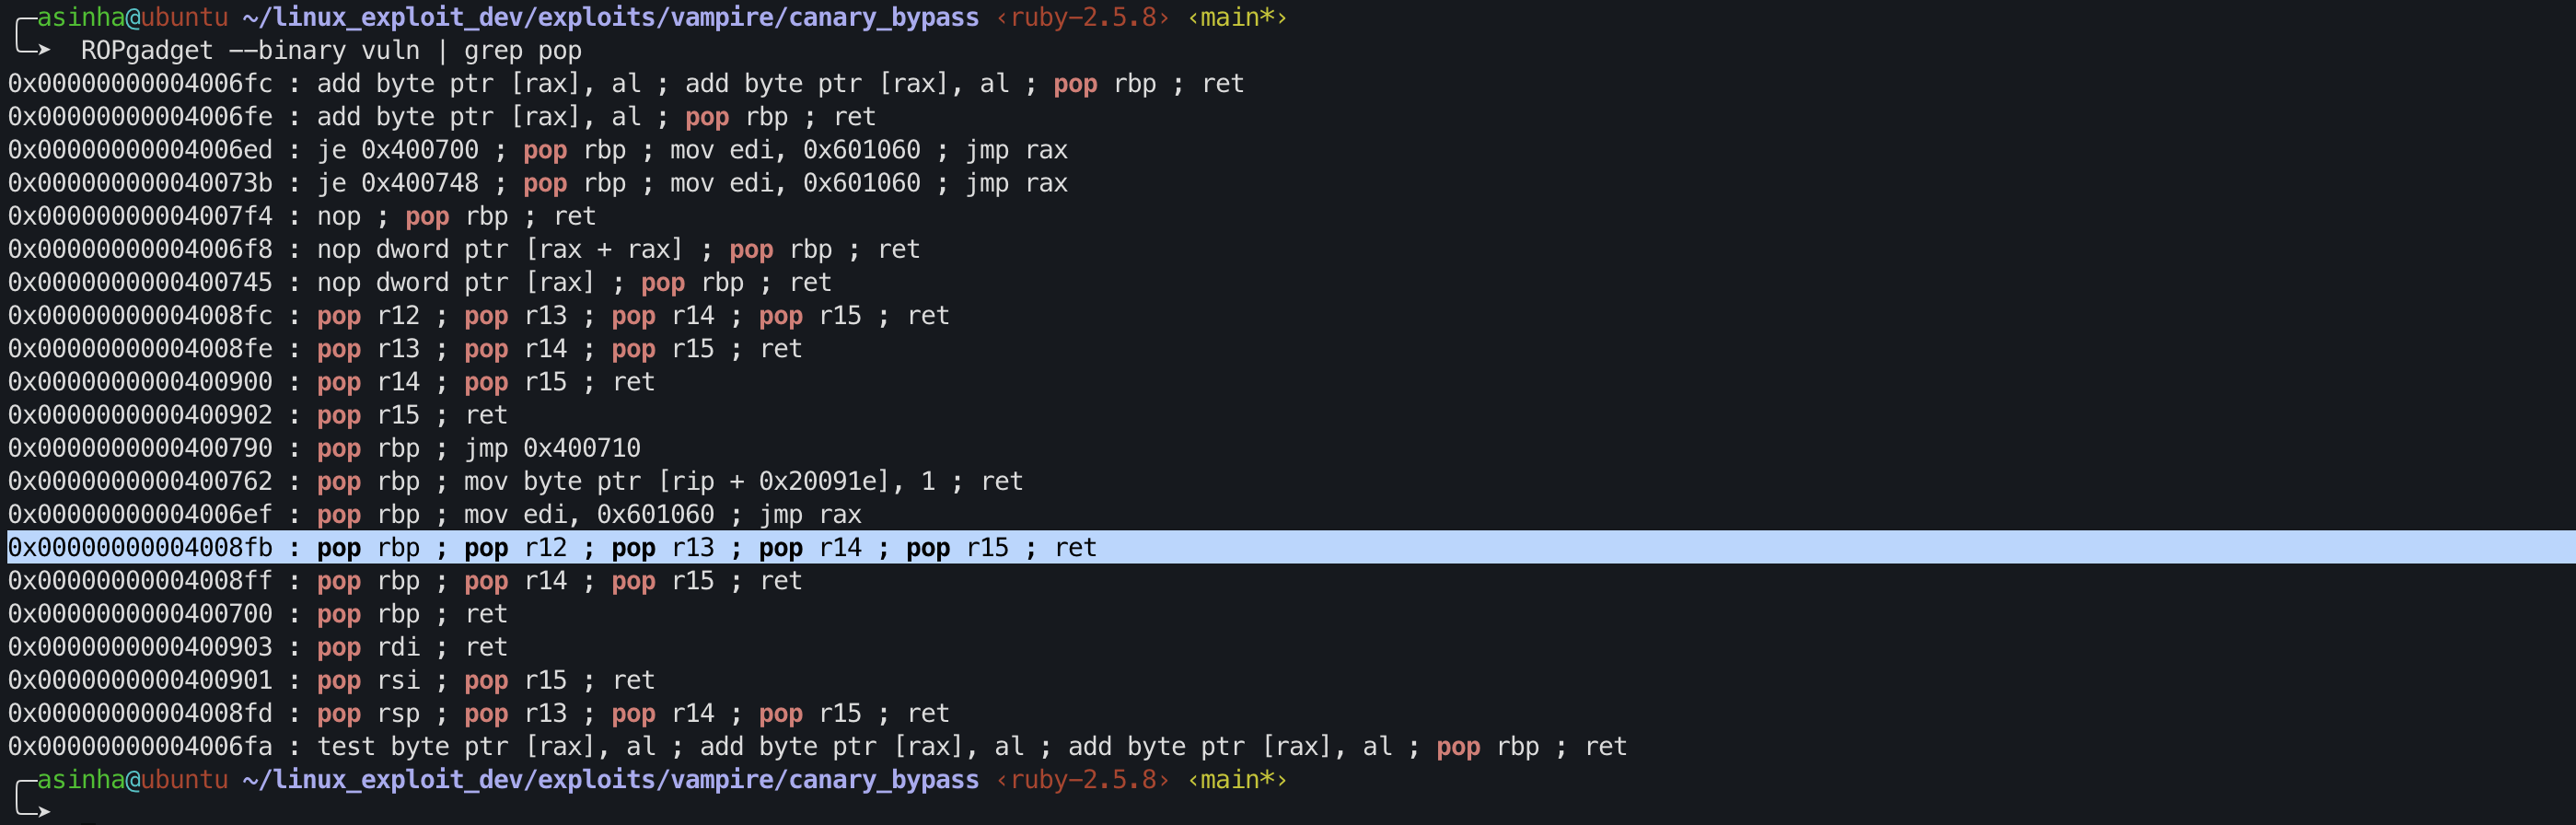 asinha@ubuntu ~/linux_exploit_dev/exploits/vampire/canary_bypass ‹ruby-2.5.8› ‹main*›
➤ ROPgadget --binary vuln | grep pop
0x00000000004006fc : add byte ptr [rax], al ; add byte ptr [rax], al ; pop rbp ; ret
0x00000000004006fe : add byte ptr [rax], al ; pop rbp ; ret
0x00000000004006ed : je 0x400700 ; pop rbp ; mov edi, 0x601060 ; jmp rax
0x000000000040073b : je 0x400748 ; pop rbp ; mov edi, 0x601060 ; jmp rax
0x00000000004007f4 : nop ; pop rbp ; ret
0x00000000004006f8 : nop dword ptr [rax + rax] ; pop rbp ; ret
0x0000000000400745 : nop dword ptr [rax] ; pop rbp ; ret
0x00000000004008fc : pop r12 ; pop r13 ; pop r14 ; pop r15 ; ret
0x00000000004008fe : pop r13 ; pop r14 ; pop r15 ; ret
0x0000000000400900 : pop r14 ; pop r15 ; ret
0x0000000000400902 : pop r15 ; ret
0x0000000000400790 : pop rbp ; jmp 0x400710
0x0000000000400762 : pop rbp ; mov byte ptr [rip + 0x20091e], 1 ; ret
0x00000000004006ef : pop rbp ; mov edi, 0x601060 ; jmp rax
0x00000000004008fb : pop rbp ; pop r12 ; pop r13 ; pop r14 ; pop r15 ; ret
0x00000000004008ff : pop rbp ; pop r14 ; pop r15 ; ret
0x0000000000400700 : pop rbp ; ret
0x0000000000400903 : pop rdi ; ret
0x0000000000400901 : pop rsi ; pop r15 ; ret
0x00000000004008fd : pop rsp ; pop r13 ; pop r14 ; pop r15 ; ret
0x00000000004006fa : test byte ptr [rax], al ; add byte ptr [rax], al ; add byte ptr [rax], al ; pop rbp ; ret
asinha@ubuntu ~/linux_exploit_dev/exploits/vampire/canary_bypass ‹ruby-2.5.8› ‹main*›
➤